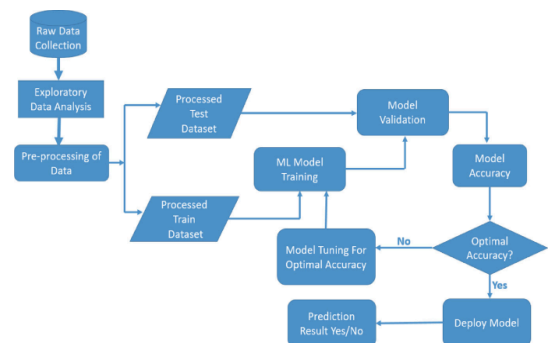 Raw Data
Collection
Exploratory
Data Analysis
Pre-processing of
Data
Processed
Test
Dataset
Processed
Train
Dataset
ML Model
Training
Model
Validation
Model
Accuracy
Optimal
Accuracy?
No
Model Tuning For
Optimal Accuracy
Yes
Deploy Model
Prediction
Result Yes/No